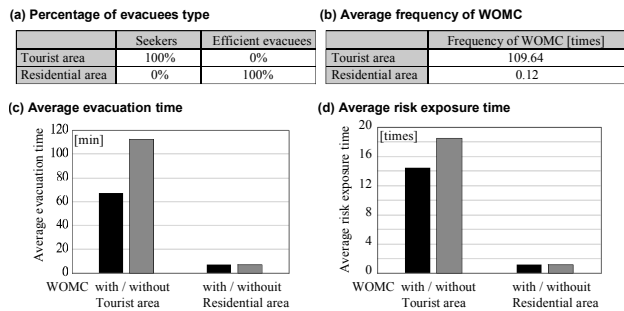 (a) Percentage of evacuees type
Seekers Efficient evacuees
Tourist area 100% 0%
Residential area 0% 100%
(b) Average frequency of WOMC
Frequency of WOMC [times]
Tourist area 109.64
Residential area 0.12
(c) Average evacuation time
Average evacuation time
[min]
120
100
80
60
40
20
0
WOMC with / without with / withouit
Tourist area Residential area
(d) Average risk exposure time
Average risk exposure time
[times]
20
16
12
8
4
0
WOMC with / without with / withouit
Tourist area Residential area